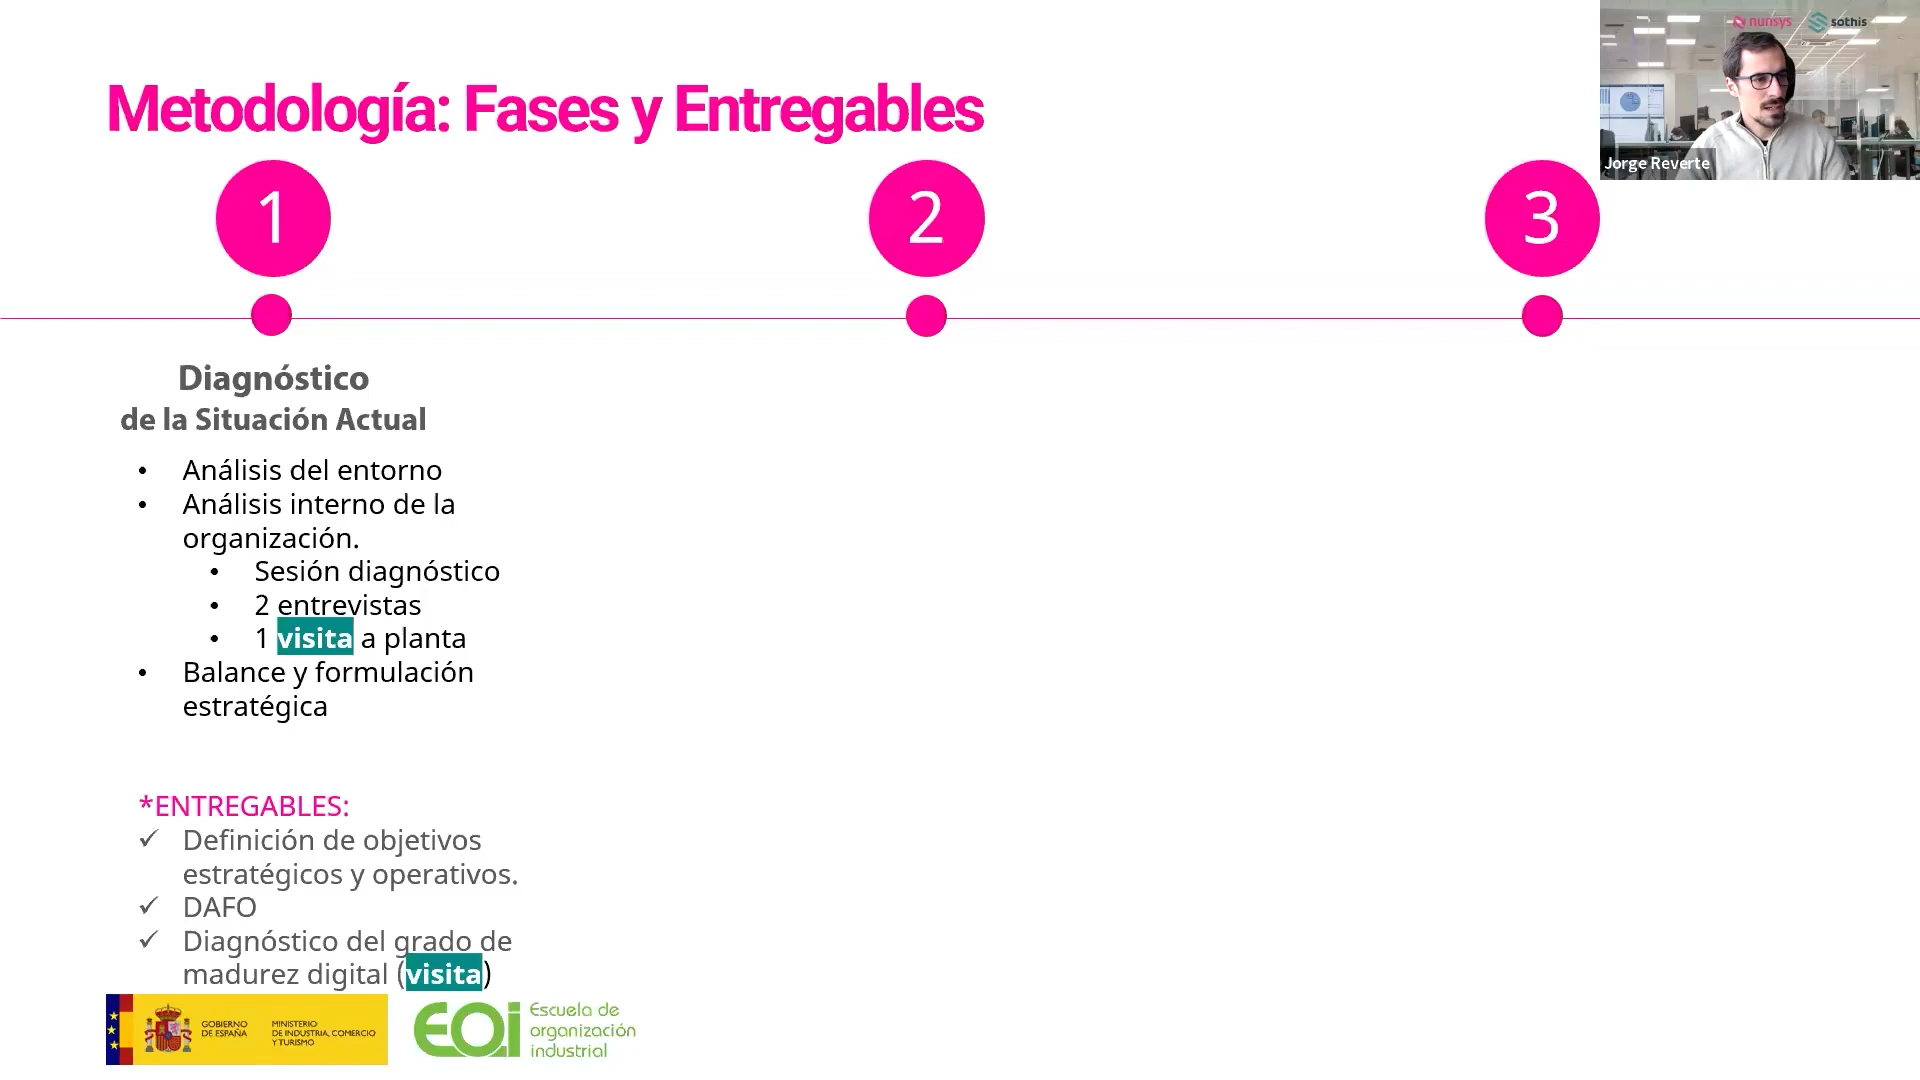 nunsys sothis
Metodología: Fases y Entregables
Jorge Reverte
1
2
3
Diagnóstico
de la Situación Actual
• Análisis del entorno
• Análisis interno de la
organización.
• Sesión diagnóstico
• 2 entrevistas
• 1 visita a planta
• Balance y formulación
estratégica
*ENTREGABLES:
✓ Definición de objetivos
estratégicos y operativos.
✓ DAFO
✓ Diagnóstico del grado de
madurez digital (visita)
GOBIERNO
DE ESPAÑA
MINISTERIO
DE INDUSTRIA, COMERCIO
Y TURISMO
EOi
Escuela de
organización
industrial